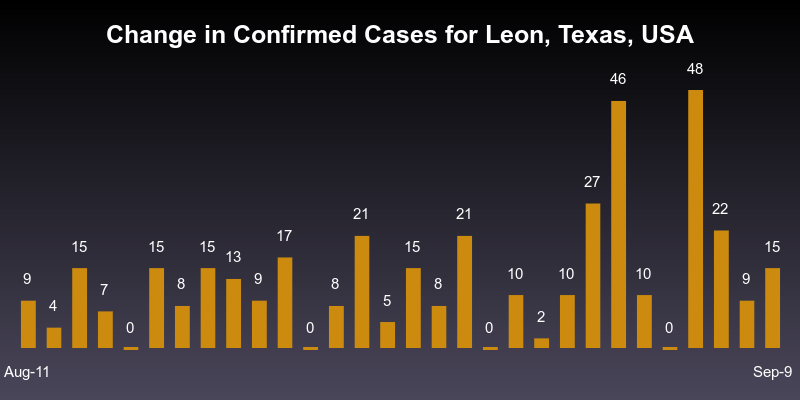 Change in Confirmed Cases for Leon, Texas, USA
9 4 15 7 0 15 8 15 13 9 17 0 8 21 5 15 8 21 0 10 2 10 27 46 10 0 48 22 9 15
Aug-11 Sep-9